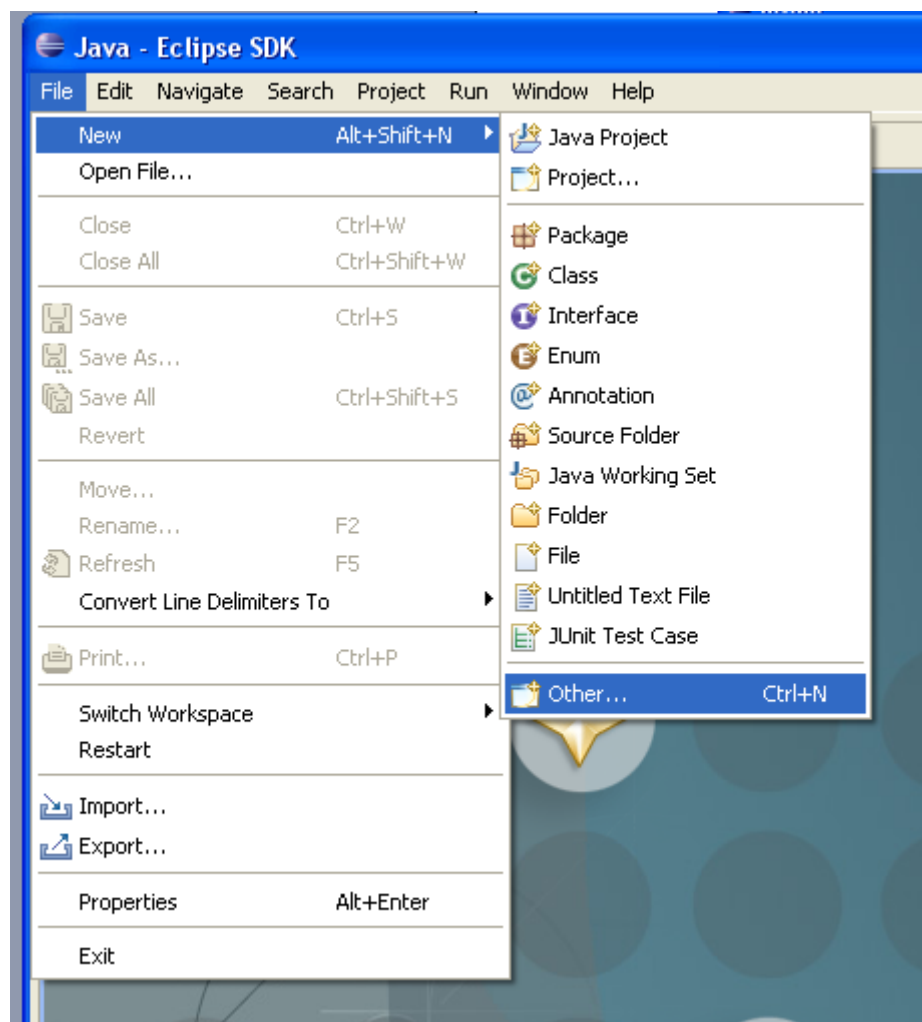 Java - Eclipse SDK
File Edit Navigate Search Project Run Window Help
New Alt+Shift+N
Open File...
Close Ctrl+W
Close All Ctrl+Shift+W
Save Ctrl+S
Save As...
Save All Ctrl+Shift+S
Revert
Move...
Rename... F2
Refresh F5
Convert Line Delimiters To
Print... Ctrl+P
Switch Workspace
Restart
Import...
Export...
Properties Alt+Enter
Exit
Java Project
Project...
Package
Class
Interface
Enum
Annotation
Source Folder
Java Working Set
Folder
File
Untitled Text File
JUnit Test Case
Other... Ctrl+N